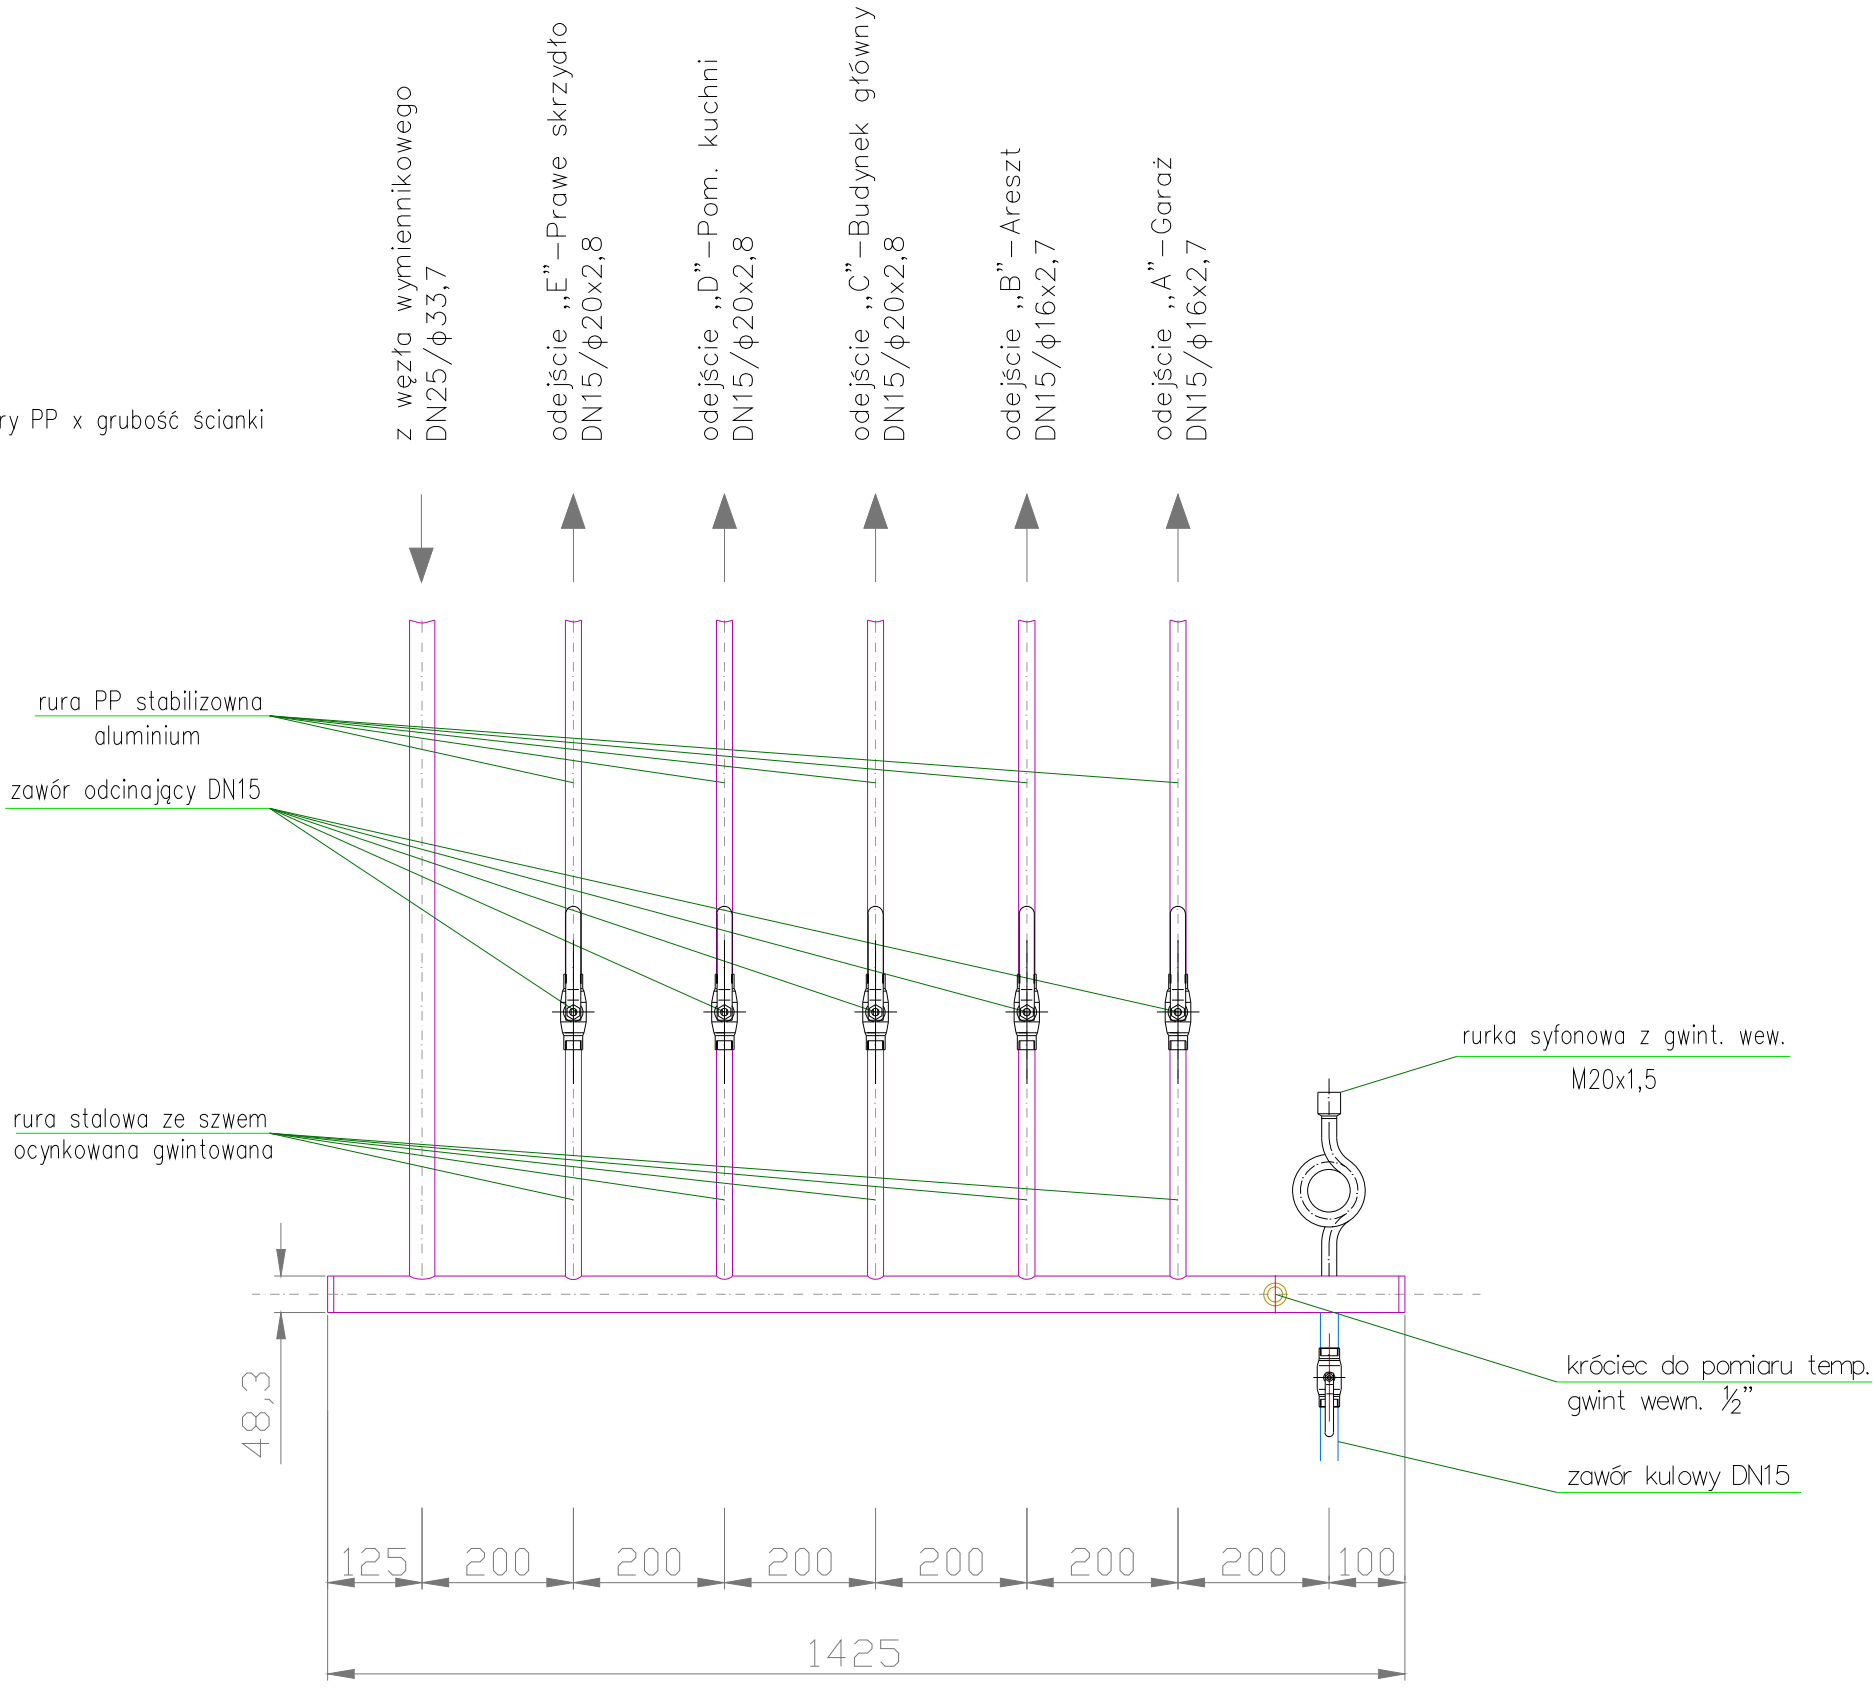 z węzła wymiennikowego
DN25/ϕ33,7
odejście ,,E”–Prawe skrzydło
DN15/ϕ20x2,8
odejście ,,D”–Pom. kuchni
DN15/ϕ20x2,8
odejście ,,C”–Budynek główny
DN15/ϕ20x2,8
odejście ,,B”–Areszt
DN15/ϕ16x2,7
odejście ,,A”–Garaż
DN15/ϕ16x2,7
ry PP x grubość ścianki
rura PP stabilizowna
aluminium
zawór odcinający DN15
rura stalowa ze szwem
ocynkowana gwintowana
rurka syfonowa z gwint. wew.
M20x1,5
króciec do pomiaru temp.
gwint wewn. ½”
zawór kulowy DN15
48,3
125 200 200 200 200 200 200 100
1425